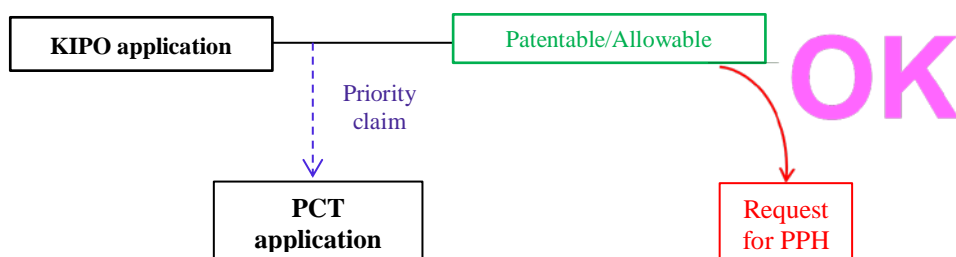 KIPO application
Patentable/Allowable
OK
Priority
claim
PCT
application
Request
for PPH